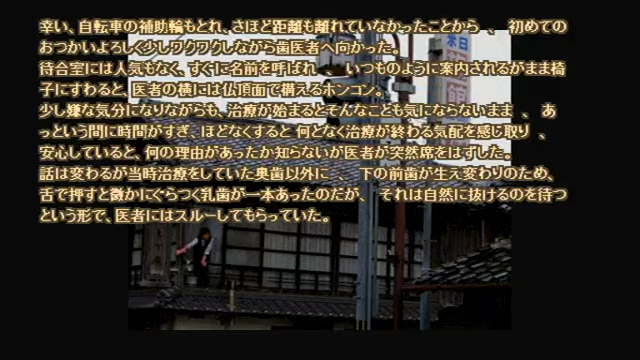 幸い、自転車の補助輪もとれ、さほど距離も離れていなかったことから 、 初めての
おつかいよろしく少しワクワクしながら歯医者へ向かった。
待合室には人気もなく、すぐに名前を呼ばれ 、 いつものように案内されるがまま椅
子にすわると、医者の横には仏頂面で構えるホンコン。
少し嫌な気分になりながらも、治療が始まるとそんなことも気にならないまま 、 あ
っという間に時間がすぎ、ほどなくすると 何となく治療が終わる気配を感じ取り 、
安心していると、何の理由があったか知らないが医者が突然席をはずした。
話は変わるが当時治療をしていた奥歯以外に 、 下の前歯が生え変わりのため、
舌で押すと微かにぐらつく乳歯が一本あったのだが、 それは自然に抜けるのを待つ
という形で、医者にはスルーしてもらっていた。